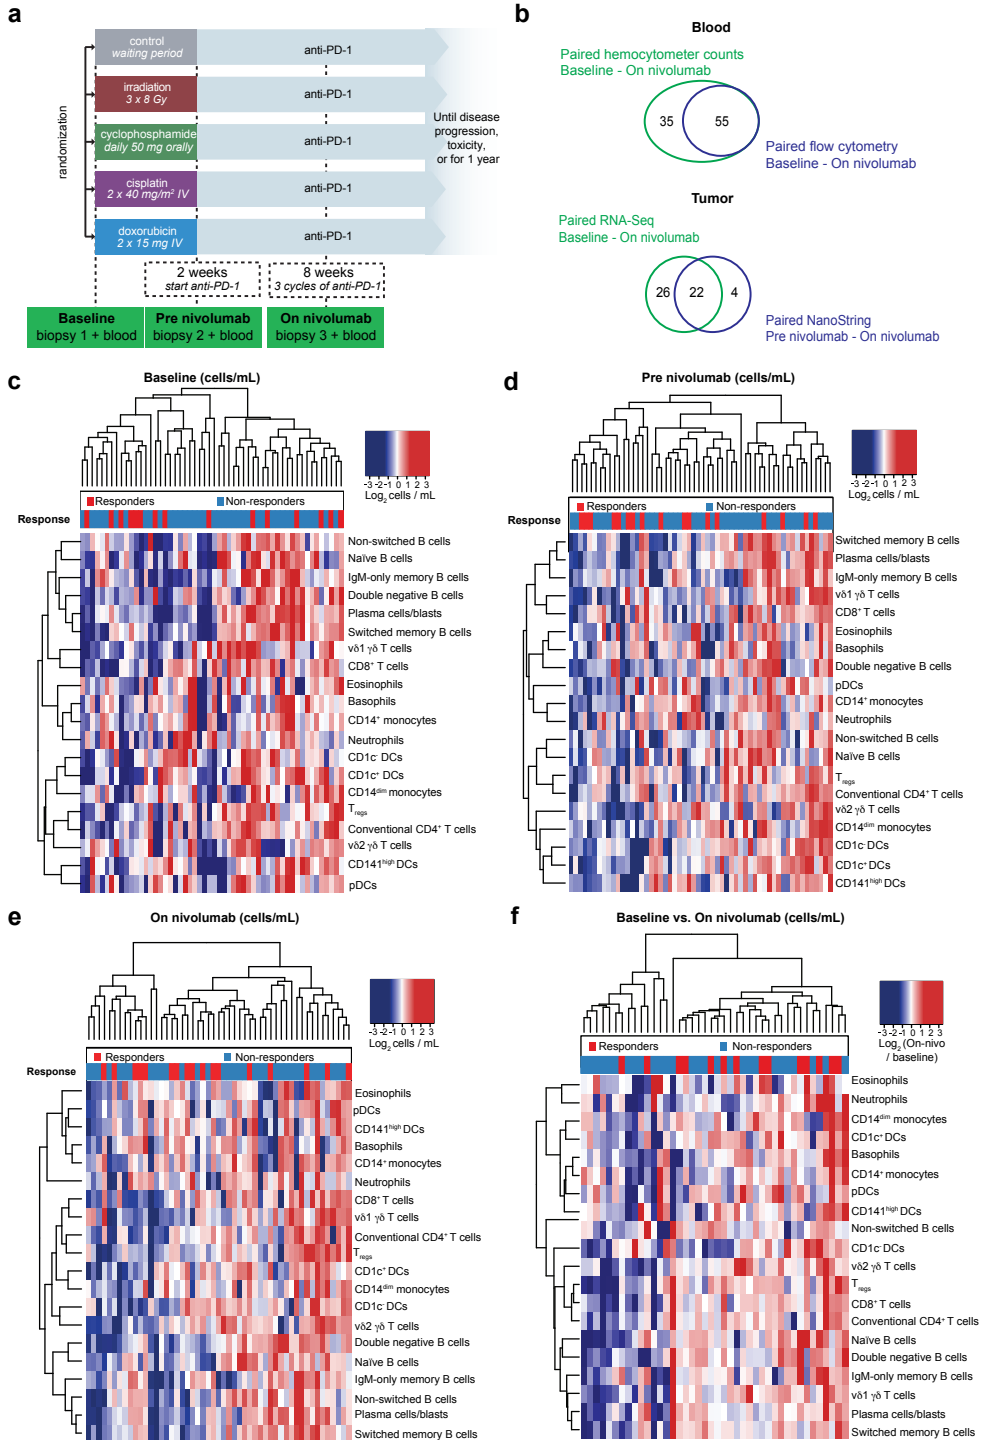 a
randomization
control
waiting period
anti-PD-1
irradiation
3 x 8 Gy
anti-PD-1
cyclophosphamide
daily 50 mg orally
anti-PD-1
cisplatin
2 x 40 mg/m² IV
anti-PD-1
doxorubicin
2 x 15 mg IV
anti-PD-1
Until disease
progression,
toxicity,
or for 1 year
2 weeks
start anti-PD-1
8 weeks
3 cycles of anti-PD-1
Baseline
biopsy 1 + blood
Pre nivolumab
biopsy 2 + blood
On nivolumab
biopsy 3 + blood
b
Blood
Paired hemocytometer counts
Baseline - On nivolumab
35
55
Paired flow cytometry
Baseline - On nivolumab
Tumor
Paired RNA-Seq
Baseline - On nivolumab
26
22
4
Paired NanoString
Pre nivolumab - On nivolumab
c
Baseline (cells/mL)
-3 -2 -1 0 1 2 3
Log₂ cells / mL
Responders
Non-responders
Response
Non-switched B cells
Naïve B cells
IgM-only memory B cells
Double negative B cells
Plasma cells/blasts
Switched memory B cells
vδ1 γδ T cells
CD8⁺ T cells
Eosinophils
Basophils
CD14⁺ monocytes
Neutrophils
CD1c⁻ DCs
CD1c⁺ DCs
CD14ᵈⁱᵐ monocytes
Tregs
Conventional CD4⁺ T cells
vδ2 γδ T cells
CD141ʰⁱᵍʰ DCs
pDCs
d
Pre nivolumab (cells/mL)
-3 -2 -1 0 1 2 3
Log₂ cells / mL
Responders
Non-responders
Response
Switched memory B cells
Plasma cells/blasts
IgM-only memory B cells
vδ1 γδ T cells
CD8⁺ T cells
Eosinophils
Basophils
Double negative B cells
pDCs
CD14⁺ monocytes
Neutrophils
Non-switched B cells
Naïve B cells
Tregs
Conventional CD4⁺ T cells
vδ2 γδ T cells
CD14ᵈⁱᵐ monocytes
CD1c⁻ DCs
CD1c⁺ DCs
CD141ʰⁱᵍʰ DCs
e
On nivolumab (cells/mL)
-3 -2 -1 0 1 2 3
Log₂ cells / mL
Responders
Non-responders
Response
Eosinophils
pDCs
CD141ʰⁱᵍʰ DCs
Basophils
CD14⁺ monocytes
Neutrophils
CD8⁺ T cells
vδ1 γδ T cells
Conventional CD4⁺ T cells
Tregs
CD1c⁺ DCs
CD14ᵈⁱᵐ monocytes
CD1c⁻ DCs
vδ2 γδ T cells
Double negative B cells
Naïve B cells
IgM-only memory B cells
Non-switched B cells
Plasma cells/blasts
Switched memory B cells
f
Baseline vs. On nivolumab (cells/mL)
-3 -2 -1 0 1 2 3
Log₂ (On-nivo
/ baseline)
Responders
Non-responders
Eosinophils
Neutrophils
CD14ᵈⁱᵐ monocytes
CD1c⁺ DCs
Basophils
CD14⁺ monocytes
pDCs
CD141ʰⁱᵍʰ DCs
Non-switched B cells
CD1c⁻ DCs
vδ2 γδ T cells
Tregs
CD8⁺ T cells
Conventional CD4⁺ T cells
Naïve B cells
Double negative B cells
IgM-only memory B cells
vδ1 γδ T cells
Plasma cells/blasts
Switched memory B cells